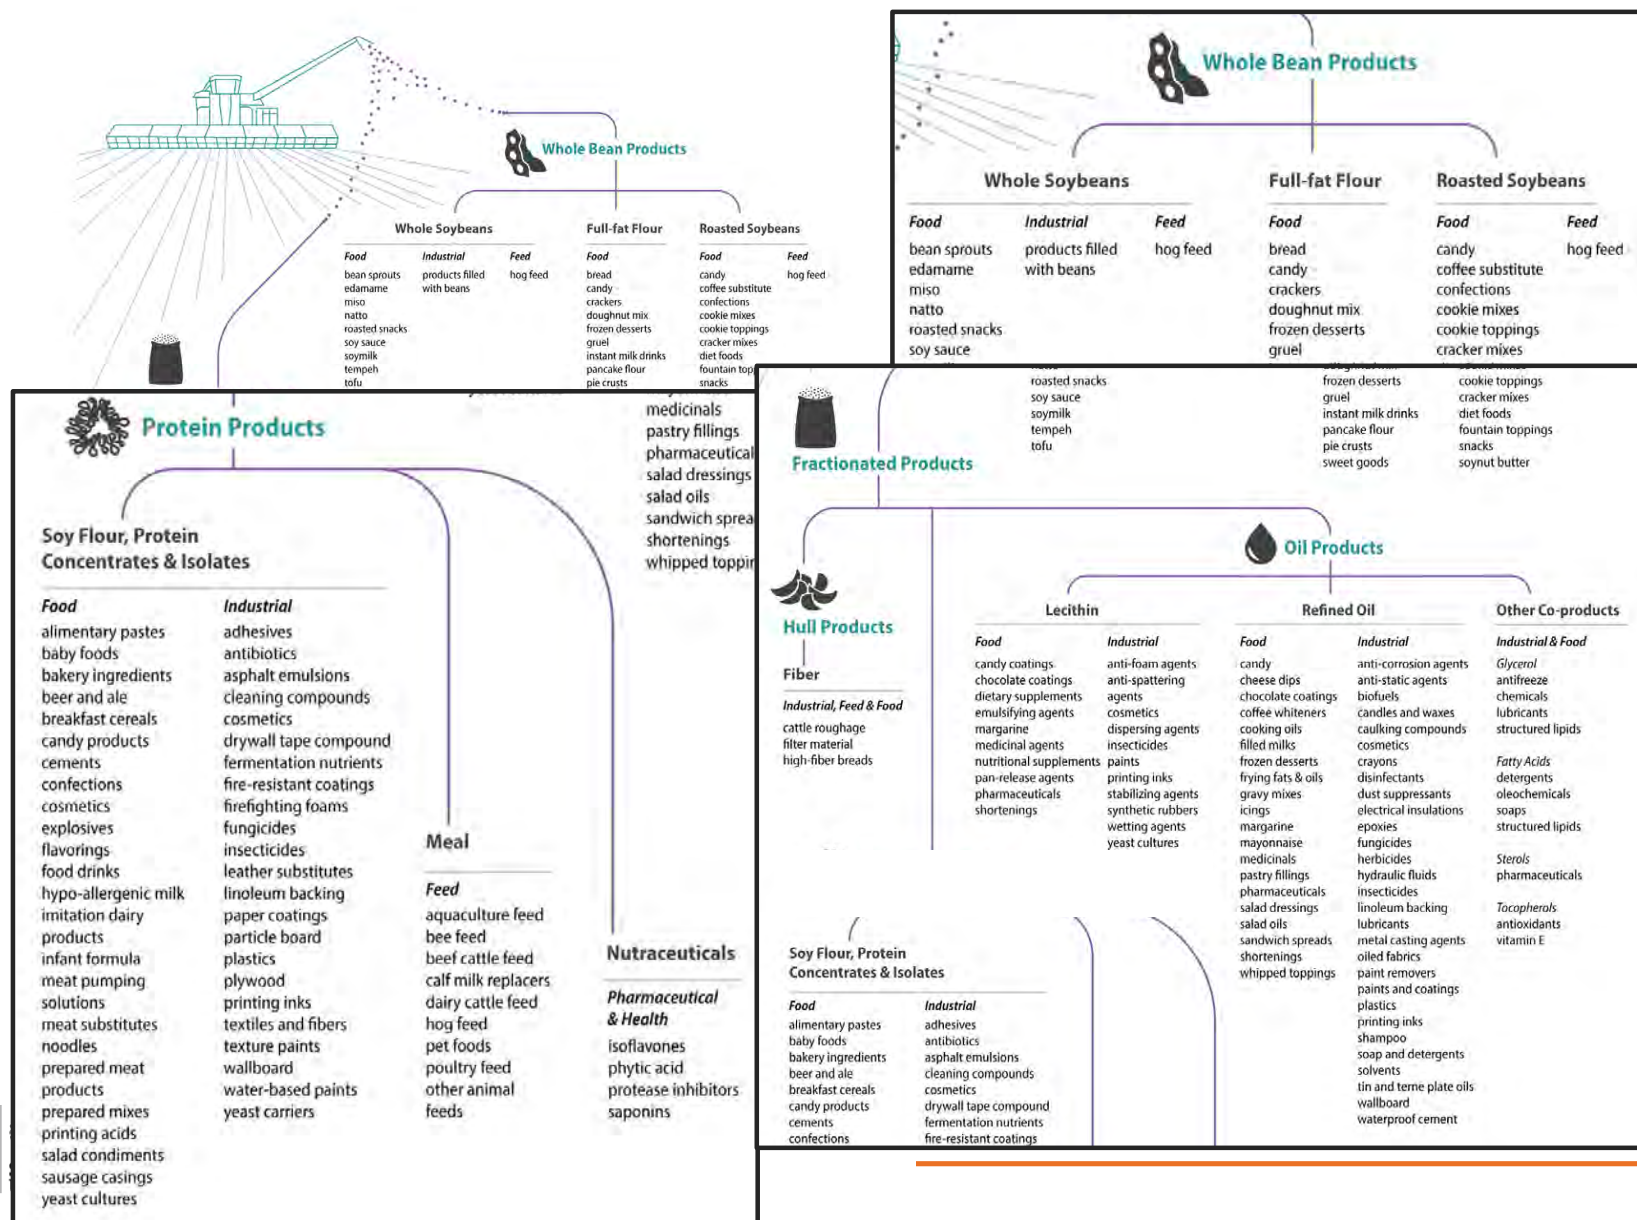 Whole Bean Products
Whole Soybeans
Food
bean sprouts
edamame
miso
natto
roasted snacks
soy sauce
soymilk
tempeh
tofu
Industrial
products filled
with beans
Feed
hog feed
Full-fat Flour
Food
bread
candy
crackers
doughnut mix
frozen desserts
gruel
instant milk drinks
pancake flour
pie crusts
Roasted Soybeans
Food
candy
coffee substitute
confections
cookie mixes
cookie toppings
cracker mixes
diet foods
fountain top
snacks
Feed
hog feed
Whole Bean Products
Whole Soybeans
Food
bean sprouts
edamame
miso
natto
roasted snacks
soy sauce
Industrial
products filled
with beans
Feed
hog feed
Full-fat Flour
Food
bread
candy
crackers
doughnut mix
frozen desserts
gruel
Roasted Soybeans
Food
candy
coffee substitute
confections
cookie mixes
cookie toppings
cracker mixes
Feed
hog feed
Protein Products
Soy Flour, Protein
Concentrates & Isolates
Food
alimentary pastes
baby foods
bakery ingredients
beer and ale
breakfast cereals
candy products
cements
confections
cosmetics
explosives
flavorings
food drinks
hypo-allergenic milk
imitation dairy
products
infant formula
meat pumping
solutions
meat substitutes
noodles
prepared meat
products
prepared mixes
printing acids
salad condiments
sausage casings
yeast cultures
Industrial
adhesives
antibiotics
asphalt emulsions
cleaning compounds
cosmetics
drywall tape compound
fermentation nutrients
fire-resistant coatings
firefighting foams
fungicides
insecticides
leather substitutes
linoleum backing
paper coatings
particle board
plastics
plywood
printing inks
textiles and fibers
texture paints
wallboard
water-based paints
yeast carriers
Meal
Feed
aquaculture feed
bee feed
beef cattle feed
calf milk replacers
dairy cattle feed
hog feed
pet foods
poultry feed
other animal
feeds
medicinals
pastry fillings
pharmaceutical
salad dressings
salad oils
sandwich sprea
shortenings
whipped toppin
Nutraceuticals
Pharmaceutical
& Health
isoflavones
phytic acid
protease inhibitors
saponins
roasted snacks
soy sauce
soymilk
tempeh
tofu
frozen desserts
gruel
instant milk drinks
pancake flour
pie crusts
sweet goods
cookie toppings
cracker mixes
diet foods
fountain toppings
snacks
soynut butter
Fractionated Products
Hull Products
Fiber
Industrial, Feed & Food
cattle roughage
filter material
high-fiber breads
Oil Products
Lecithin
Food
candy coatings
chocolate coatings
dietary supplements
emulsifying agents
margarine
medicinal agents
nutritional supplements
pan-release agents
pharmaceuticals
shortenings
Industrial
anti-foam agents
anti-spattering
agents
cosmetics
dispersing agents
insecticides
paints
printing inks
stabilizing agents
synthetic rubbers
wetting agents
yeast cultures
Refined Oil
Food
candy
cheese dips
chocolate coatings
coffee whiteners
cooking oils
filled milks
frozen desserts
frying fats & oils
gravy mixes
icings
margarine
mayonnaise
medicinals
pastry fillings
pharmaceuticals
salad dressings
salad oils
sandwich spreads
shortenings
whipped toppings
Industrial
anti-corrosion agents
anti-static agents
biofuels
candles and waxes
caulking compounds
cosmetics
crayons
disinfectants
dust suppressants
electrical insulations
epoxies
fungicides
herbicides
hydraulic fluids
insecticides
linoleum backing
lubricants
metal casting agents
oiled fabrics
paint removers
paints and coatings
plastics
printing inks
shampoo
soap and detergents
solvents
tin and terne plate oils
wallboard
waterproof cement
Other Co-products
Industrial & Food
Glycerol
antifreeze
chemicals
lubricants
structured lipids
Fatty Acids
detergents
oleochemicals
soaps
structured lipids
Sterols
pharmaceuticals
Tocopherols
antioxidants
vitamin E
Soy Flour, Protein
Concentrates & Isolates
Food
alimentary pastes
baby foods
bakery ingredients
beer and ale
breakfast cereals
candy products
cements
confections
Industrial
adhesives
antibiotics
asphalt emulsions
cleaning compounds
cosmetics
drywall tape compound
fermentation nutrients
fire-resistant coatings